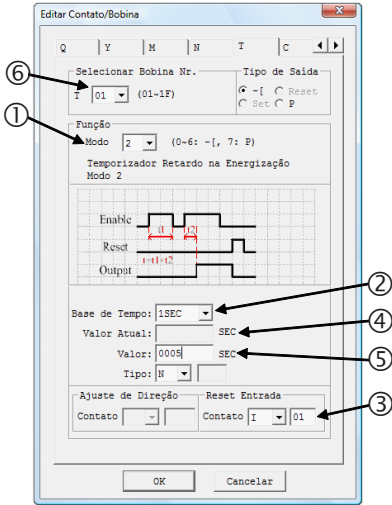 Editar Contato/Bobina
Q Y M N T C
⑥ Selecionar Bobina Nr. Tipo de Saída
T 01 (01~1F) -[ Reset
Set P
① Função
Modo 2 (0~6: -[, 7: P)
Temporizador Retardo na Energização
Modo 2
Enable
t1 t2
Reset
t=t1+t2
Output
②
Base de Tempo: 1SEC
④
Valor Atual: SEC
Valor: 0005 SEC
⑤
Tipo: N
Ajuste de Direção Reset Entrada
③
Contato Contato I 01
OK Cancelar